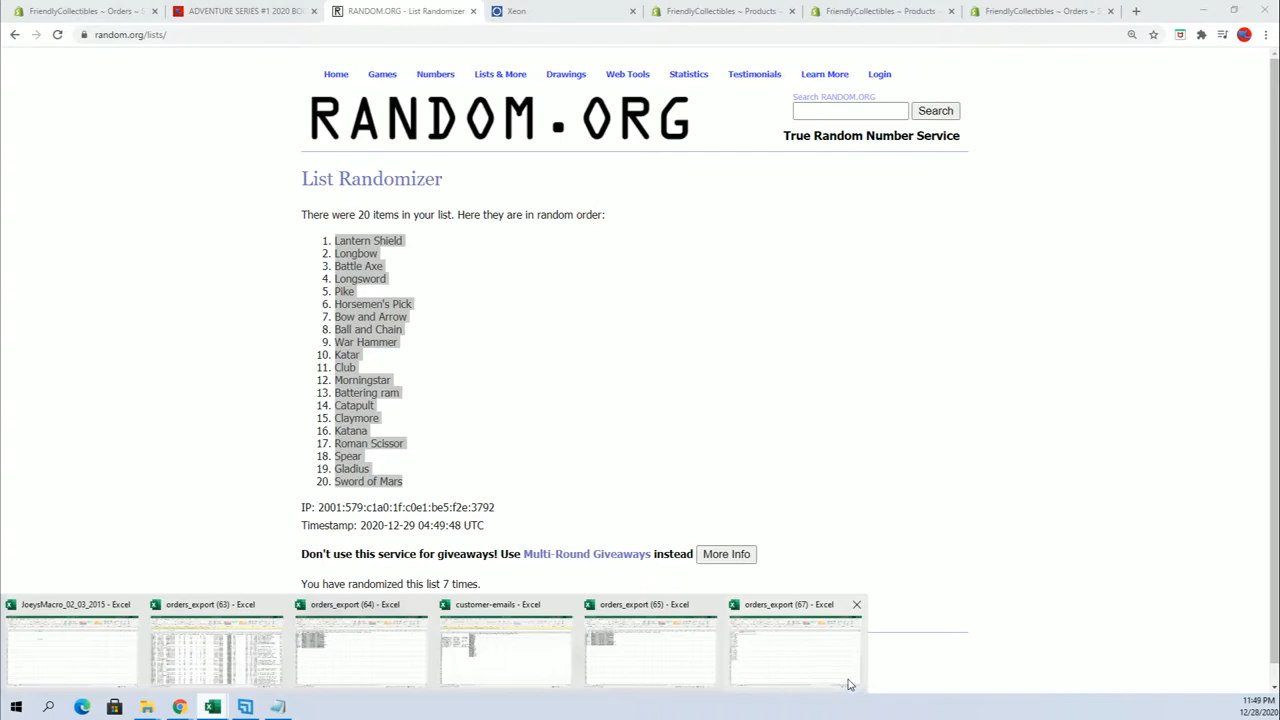 FriendlyCollectibles ~ Orders ~ S
ADVENTURE SERIES #1 2020 BO
RANDOM.ORG - List Randomizer
Xeon
FriendlyCollectibles ~ Products ~
FriendlyCollectibles ~ Products ~
FriendlyCollectibles ~ Orders ~ S
random.org/lists/
Home Games Numbers Lists & More Drawings Web Tools Statistics Testimonials Learn More Login
Search RANDOM.ORG
RANDOM.ORG
Search
True Random Number Service
List Randomizer
There were 20 items in your list. Here they are in random order:
1. Lantern Shield
2. Longbow
3. Battle Axe
4. Longsword
5. Pike
6. Horsemen's Pick
7. Bow and Arrow
8. Ball and Chain
9. War Hammer
10. Katar
11. Club
12. Morningstar
13. Battering ram
14. Catapult
15. Claymore
16. Katana
17. Roman Scissor
18. Spear
19. Gladius
20. Sword of Mars
IP: 2001:579:c1a0:1f:c0e1:be5:f2e:3792
Timestamp: 2020-12-29 04:49:48 UTC
Don't use this service for giveaways! Use Multi-Round Giveaways instead More Info
You have randomized this list 7 times.
JoeysMacro_02_03_2015 - Excel
orders_export (63) - Excel
orders_export (64) - Excel
customer-emails - Excel
orders_export (65) - Excel
orders_export (67) - Excel
11:49 PM
12/28/2020